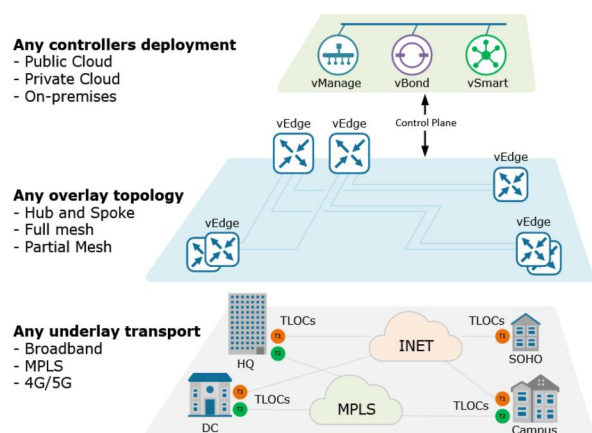 Any controllers deployment
- Public Cloud
- Private Cloud
- On-premises
vManage
vBond
vSmart
Control Plane
vEdge
vEdge
vEdge
Any overlay topology
- Hub and Spoke
- Full mesh
- Partial Mesh
vEdge
vEdge
Any underlay transport
- Broadband
- MPLS
- 4G/5G
TLOCs
T1
T2
HQ
INET
TLOCs
T1
SOHO
T1
T2
TLOCs
DC
MPLS
TLOCs
T1
T2
Campus